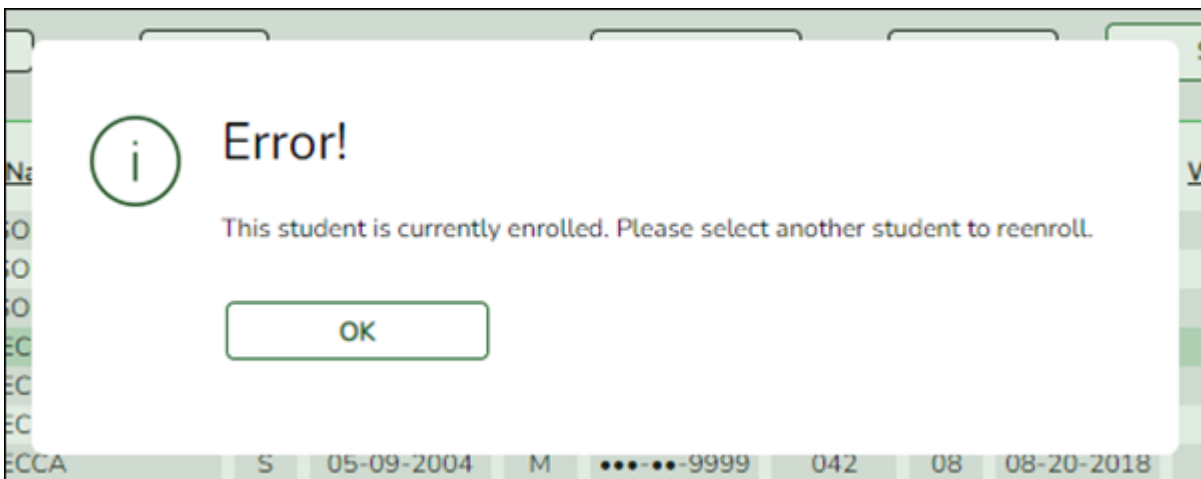 Error!
This student is currently enrolled. Please select another student to reenroll.
OK
ECCA S 05-09-2004 M •••-••-9999 042 08 08-20-2018